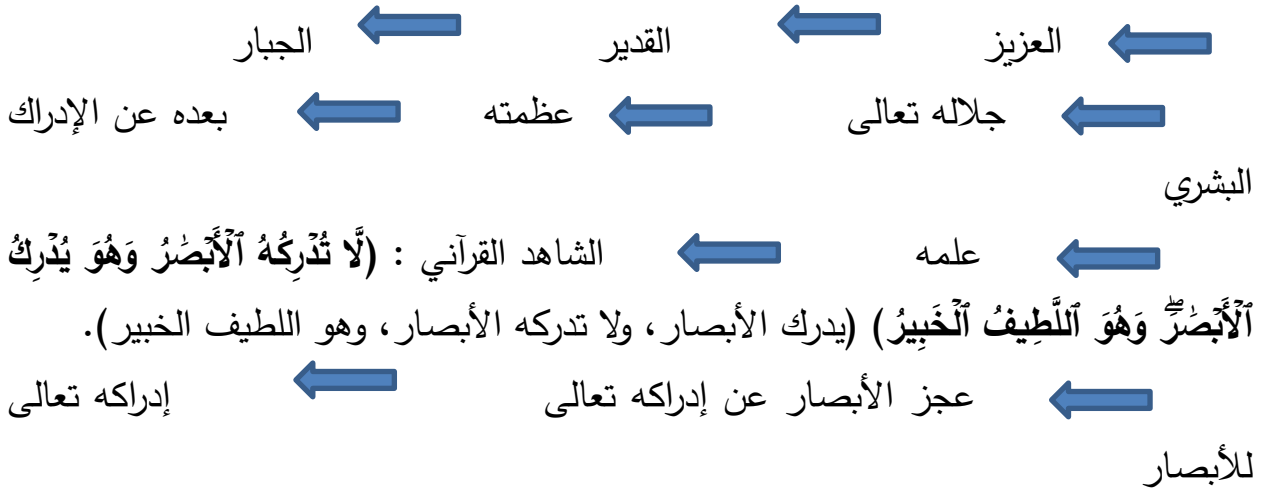 العزيز القدير الجبار
جلاله تعالى عظمته بعده عن الإدراك
البشري
علمه الشاهد القرآني : (لَّا تُدۡرِكُهُ ٱلۡأَبۡصَٰرُ وَهُوَ يُدۡرِكُ
ٱلۡأَبۡصَٰرَۖ وَهُوَ ٱللَّطِيفُ ٱلۡخَبِيرُ) (يدرك الأبصار، ولا تدركه الأبصار، وهو اللطيف الخبير).
عجز الأبصار عن إدراكه تعالى إدراكه تعالى
للأبصار